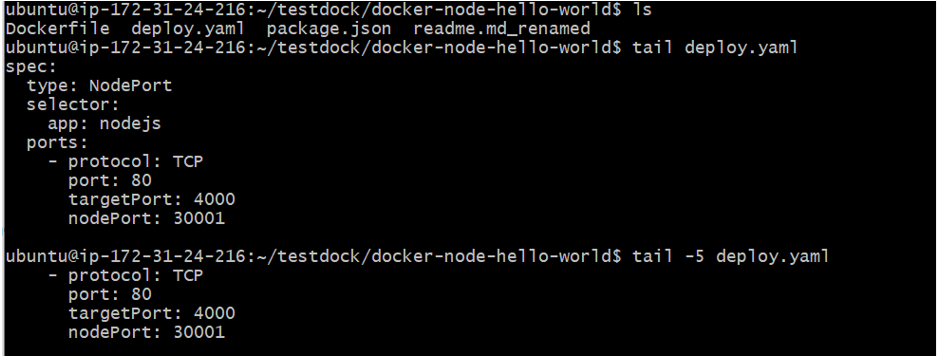 ubuntu@ip-172-31-24-216:~/testdock/docker-node-hello-world$ ls
Dockerfile  deploy.yaml  package.json  readme.md_renamed
ubuntu@ip-172-31-24-216:~/testdock/docker-node-hello-world$ tail deploy.yaml
spec:
  type: NodePort
  selector:
    app: nodejs
  ports:
    - protocol: TCP
      port: 80
      targetPort: 4000
      nodePort: 30001

ubuntu@ip-172-31-24-216:~/testdock/docker-node-hello-world$ tail -5 deploy.yaml
    - protocol: TCP
      port: 80
      targetPort: 4000
      nodePort: 30001